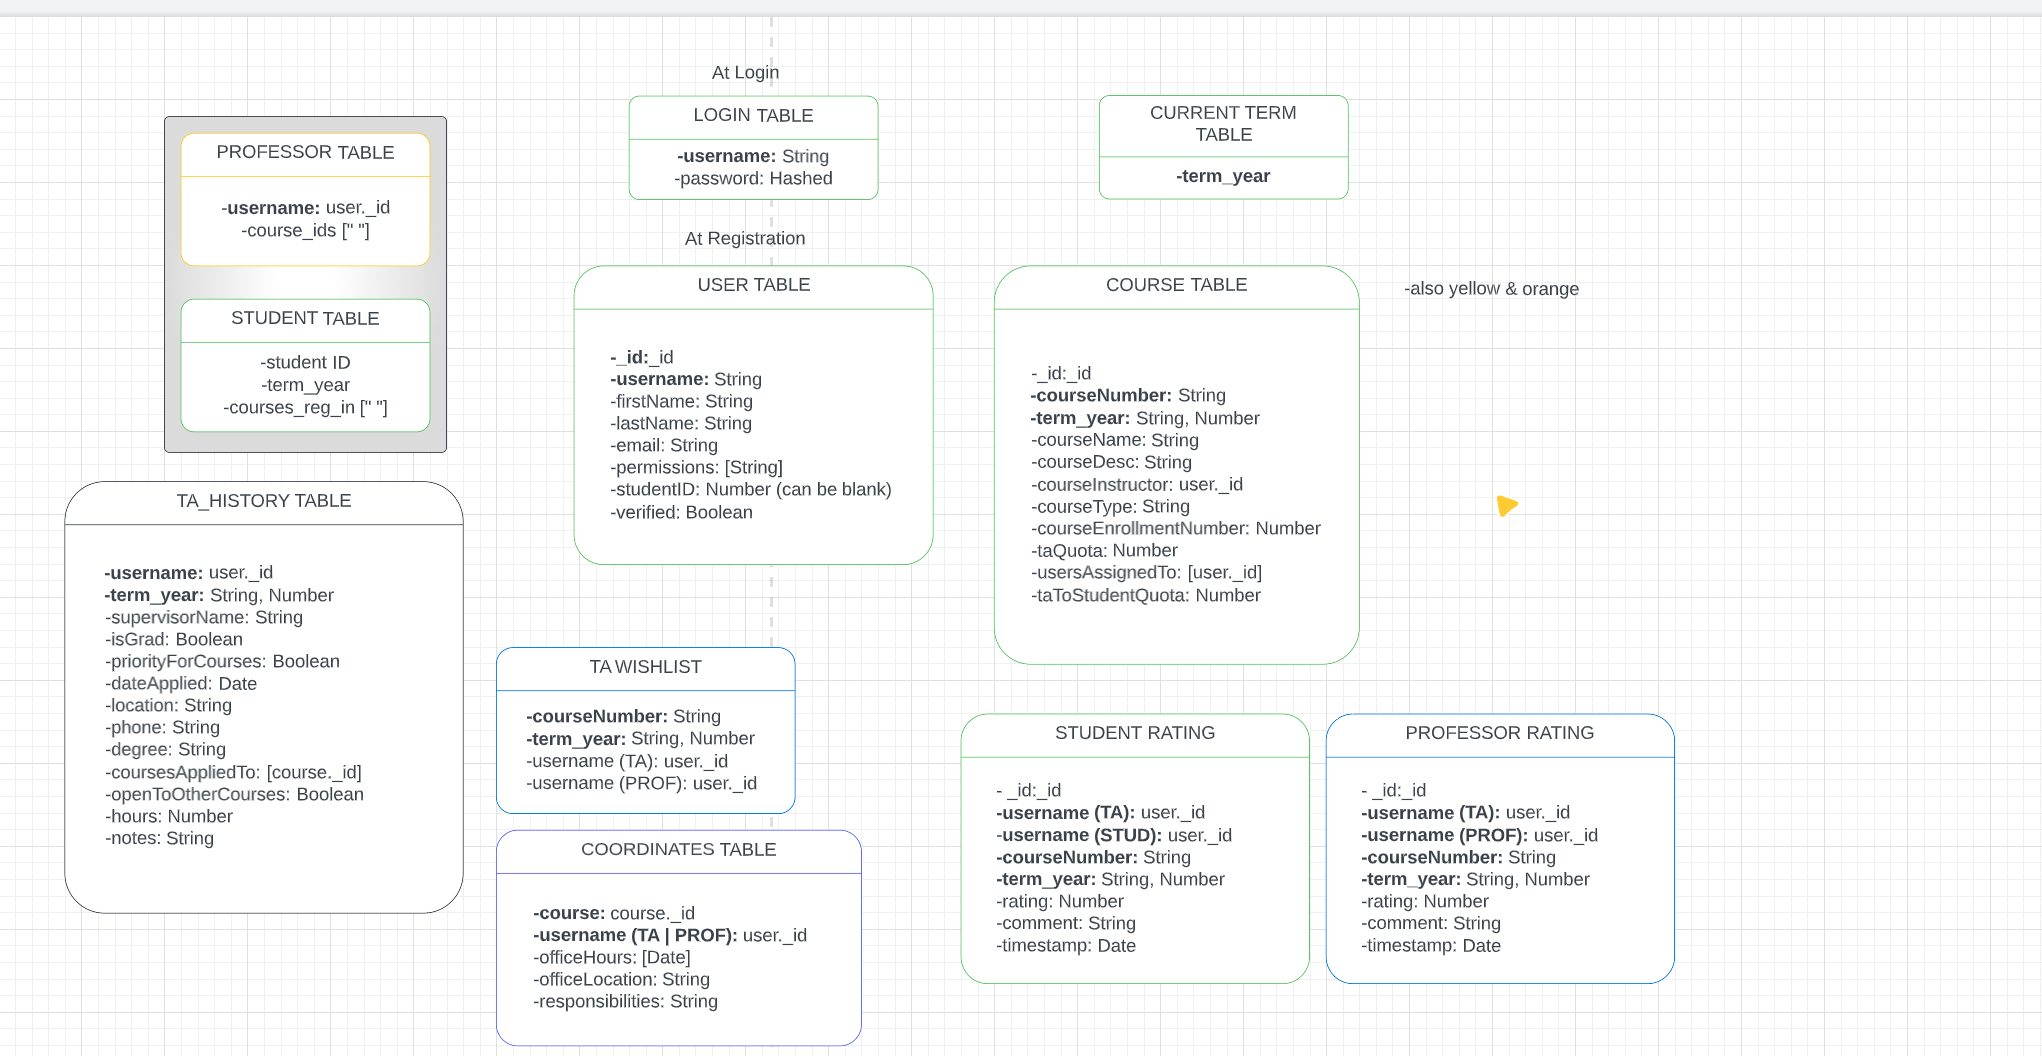 At Login
LOGIN TABLE
-username: String
-password: Hashed
CURRENT TERM
TABLE
-term_year
PROFESSOR TABLE
-username: user._id
-course_ids [" "]
STUDENT TABLE
-student ID
-term_year
-courses_reg_in [" "]
At Registration
USER TABLE
-_id:_id
-username: String
-firstName: String
-lastName: String
-email: String
-permissions: [String]
-studentID: Number (can be blank)
-verified: Boolean
COURSE TABLE
-_id:_id
-courseNumber: String
-term_year: String, Number
-courseName: String
-courseDesc: String
-courseInstructor: user._id
-courseType: String
-courseEnrollmentNumber: Number
-taQuota: Number
-usersAssignedTo: [user._id]
-taToStudentQuota: Number
-also yellow & orange
TA_HISTORY TABLE
-username: user._id
-term_year: String, Number
-supervisorName: String
-isGrad: Boolean
-priorityForCourses: Boolean
-dateApplied: Date
-location: String
-phone: String
-degree: String
-coursesAppliedTo: [course._id]
-openToOtherCourses: Boolean
-hours: Number
-notes: String
TA WISHLIST
-courseNumber: String
-term_year: String, Number
-username (TA): user._id
-username (PROF): user._id
COORDINATES TABLE
-course: course._id
-username (TA | PROF): user._id
-officeHours: [Date]
-officeLocation: String
-responsibilities: String
STUDENT RATING
- _id:_id
-username (TA): user._id
-username (STUD): user._id
-courseNumber: String
-term_year: String, Number
-rating: Number
-comment: String
-timestamp: Date
PROFESSOR RATING
- _id:_id
-username (TA): user._id
-username (PROF): user._id
-courseNumber: String
-term_year: String, Number
-rating: Number
-comment: String
-timestamp: Date